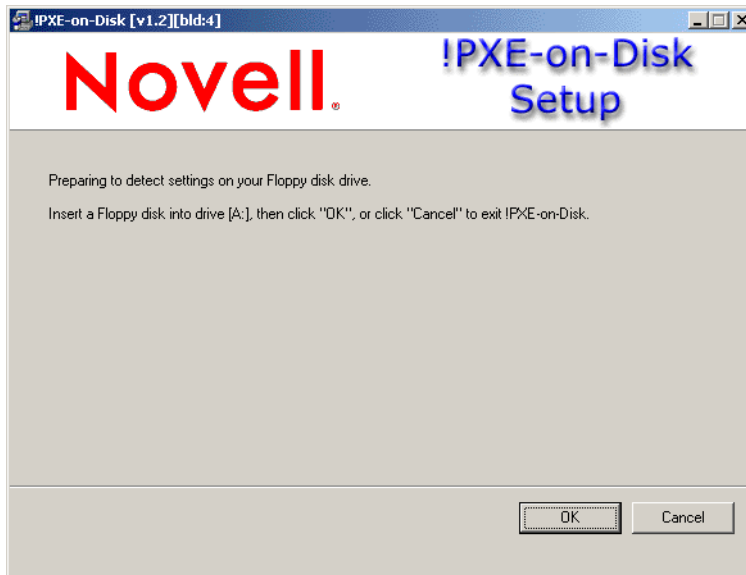 !PXE-on-Disk [v1.2][bld:4]
Novell®
!PXE-on-Disk
Setup
Preparing to detect settings on your Floppy disk drive.
Insert a Floppy disk into drive [A:], then click "OK", or click "Cancel" to exit !PXE-on-Disk.
OK
Cancel